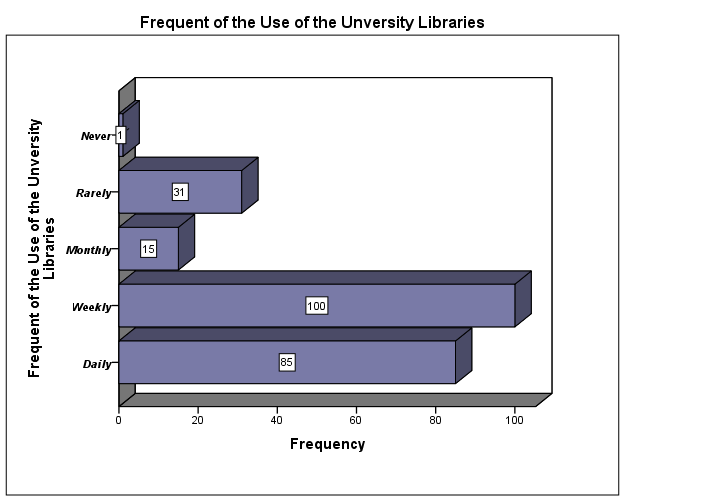 Frequent of the Use of the Unversity Libraries
Frequent of the Use of the Unversity
Libraries
Never
1
Rarely
31
Monthly
15
Weekly
100
Daily
85
0 20 40 60 80 100
Frequency